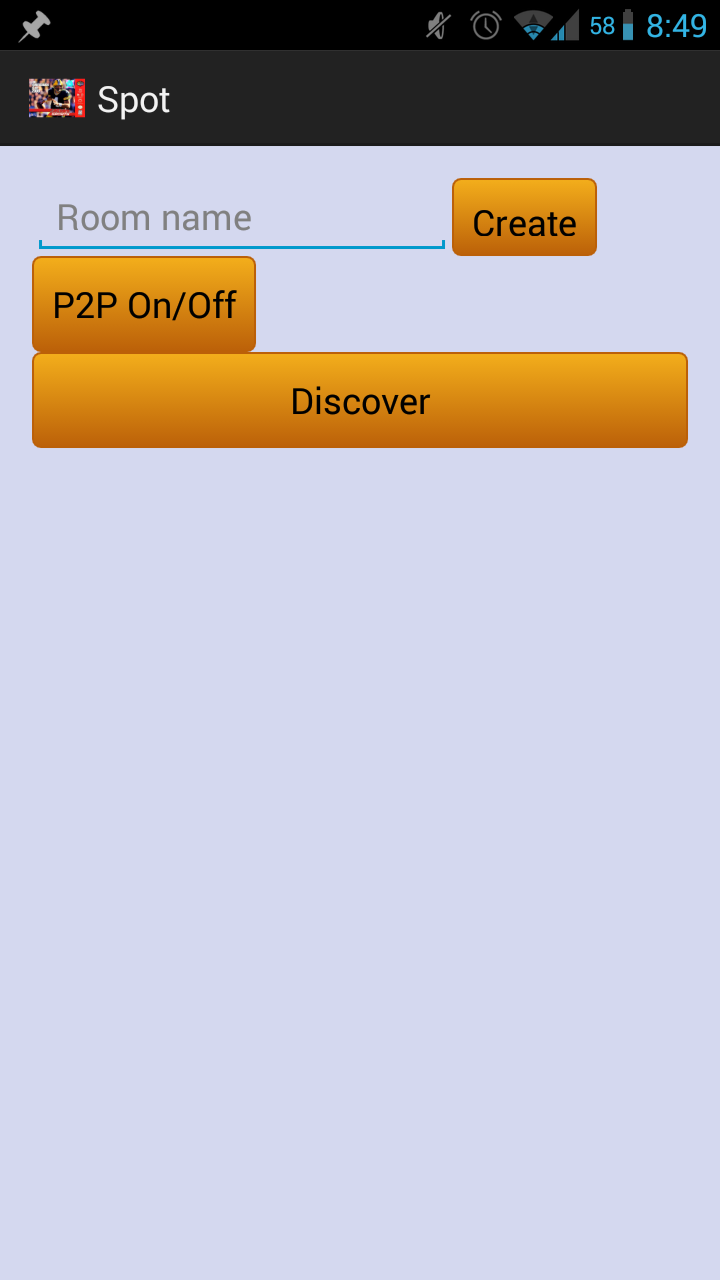 58 8:49
Spot
Room name Create
P2P On/Off
Discover